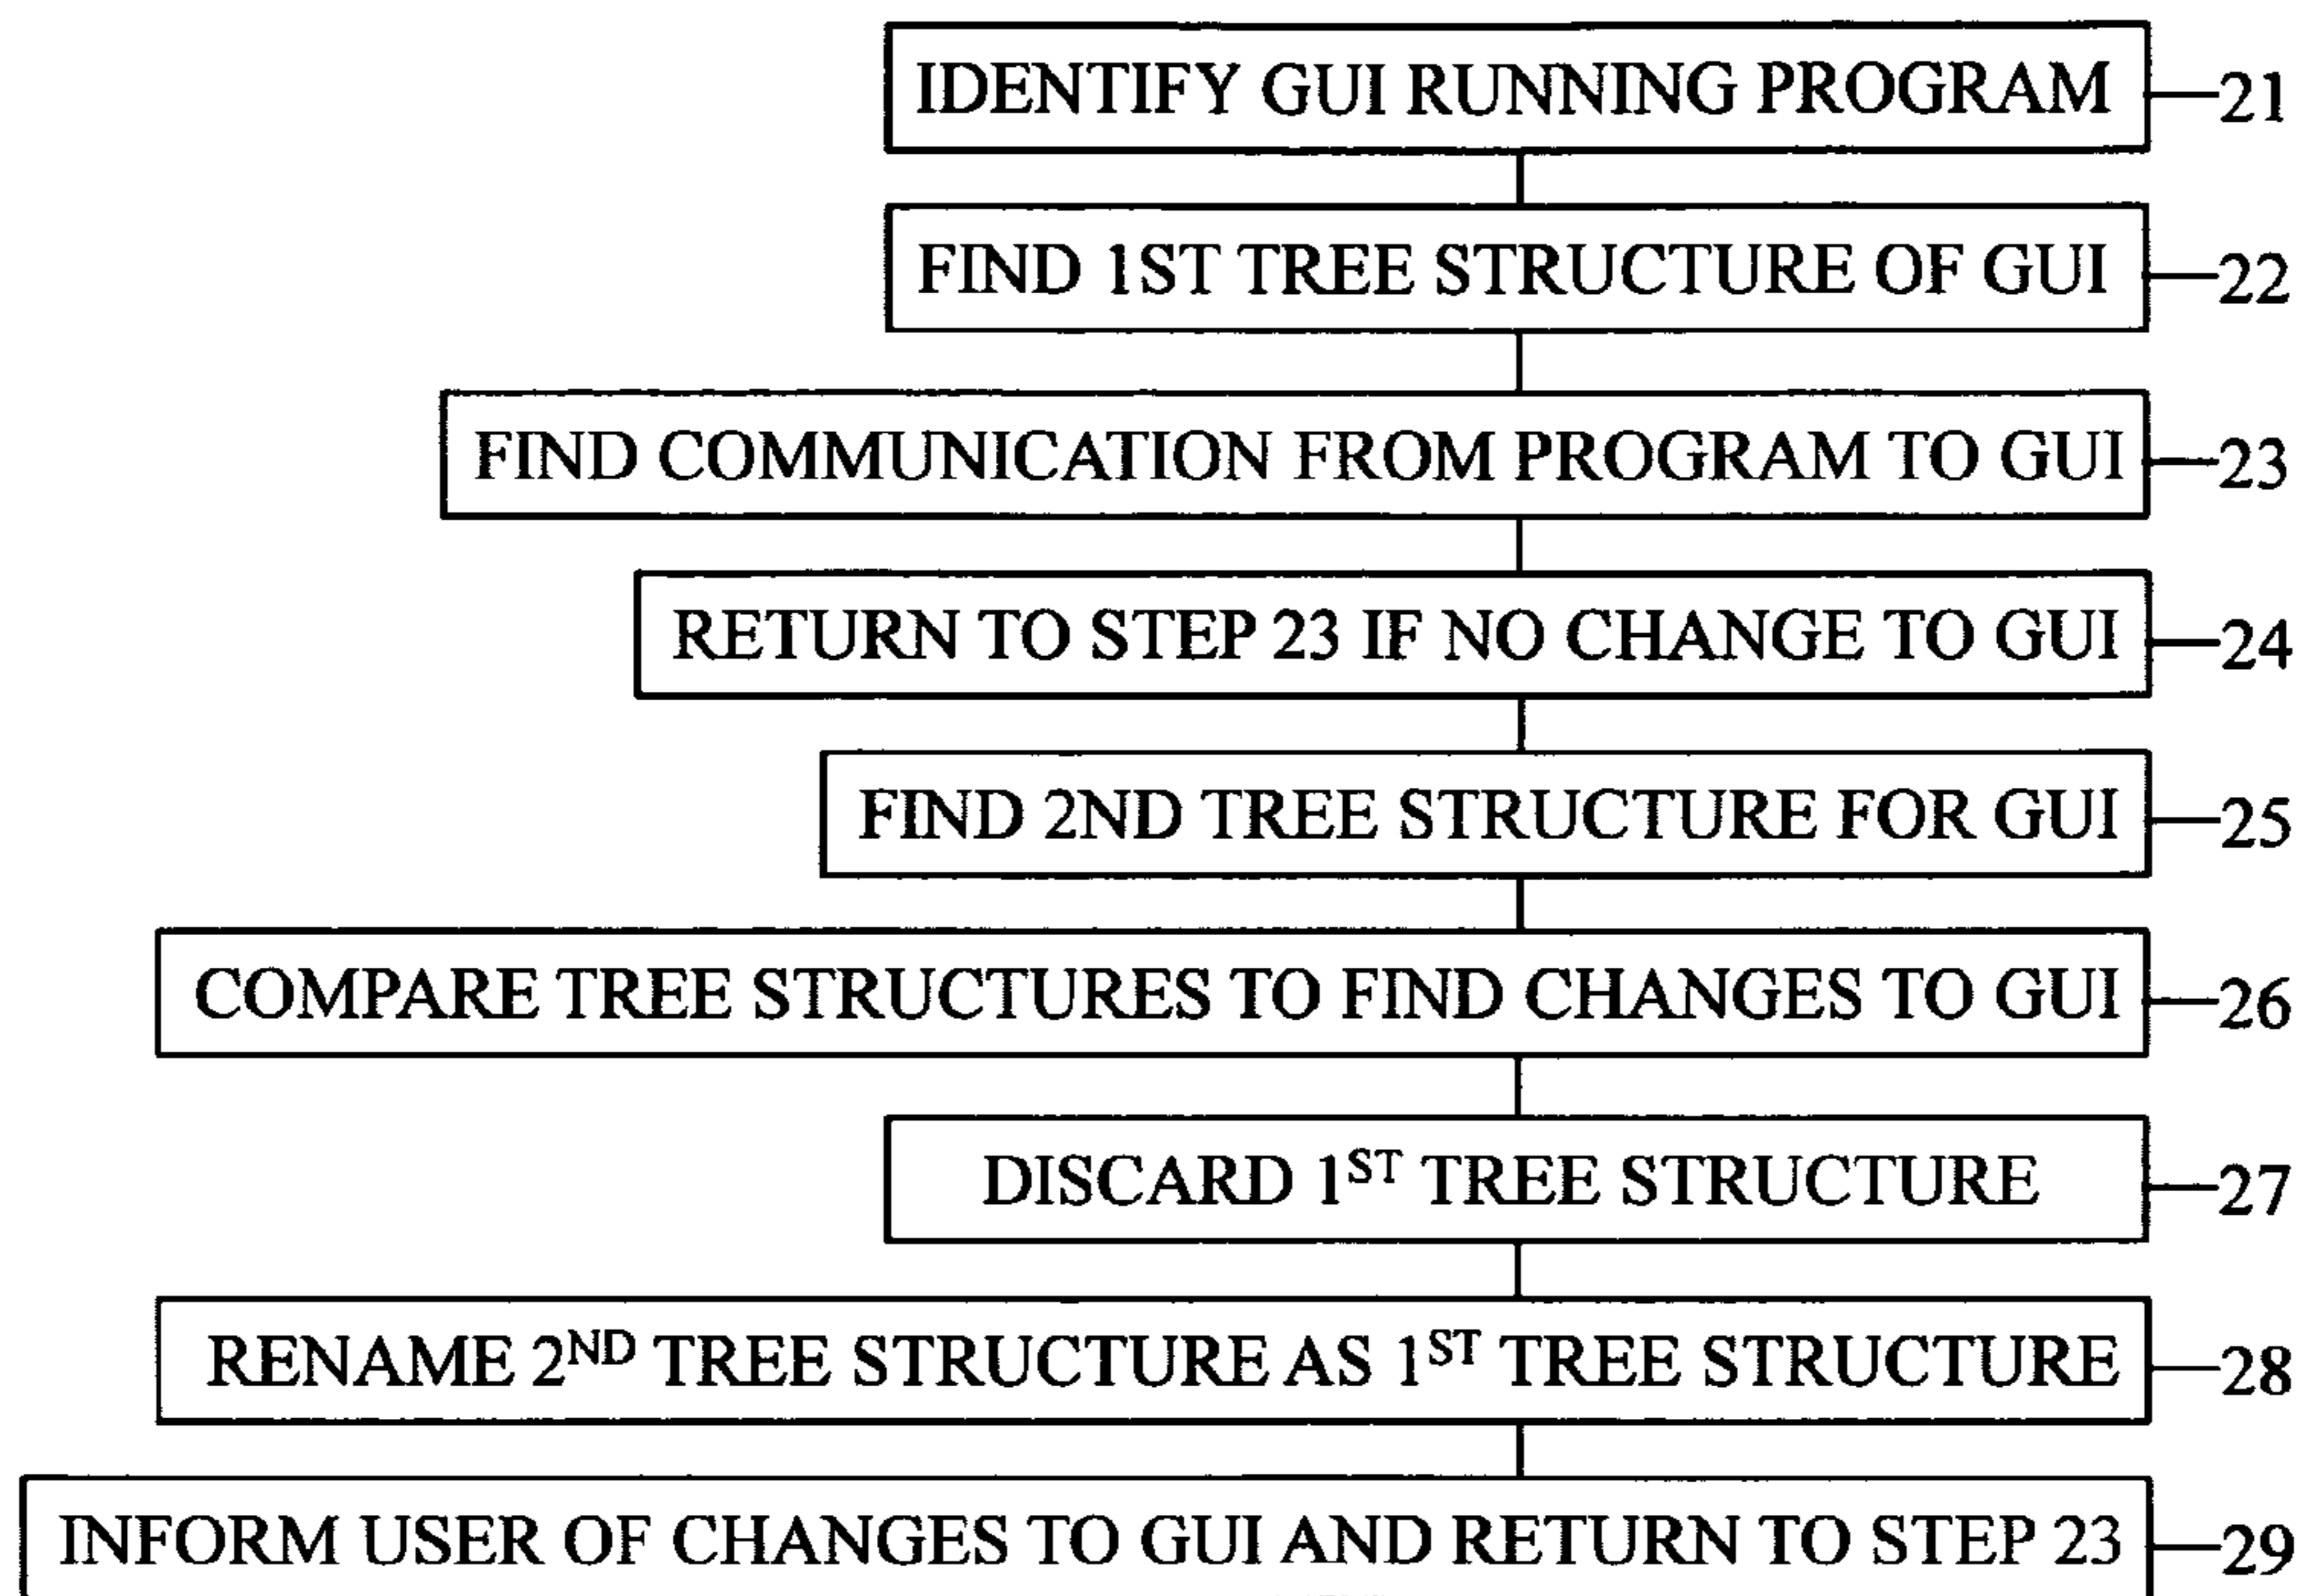 IDENTIFY GUI RUNNING PROGRAM 21
FIND 1ST TREE STRUCTURE OF GUI 22
FIND COMMUNICATION FROM PROGRAM TO GUI 23
RETURN TO STEP 23 IF NO CHANGE TO GUI 24
FIND 2ND TREE STRUCTURE FOR GUI 25
COMPARE TREE STRUCTURES TO FIND CHANGES TO GUI 26
DISCARD 1ST TREE STRUCTURE 27
RENAME 2ND TREE STRUCTURE AS 1ST TREE STRUCTURE 28
INFORM USER OF CHANGES TO GUI AND RETURN TO STEP 23 29